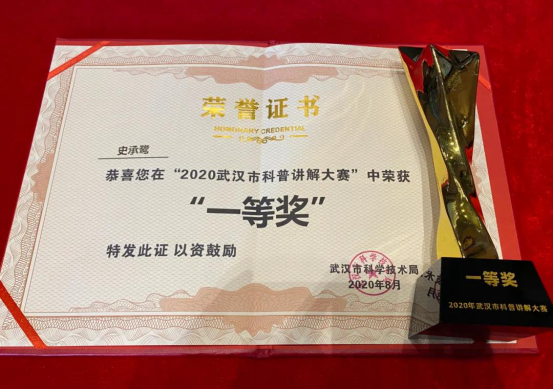 荣誉证书
HONORARY CREDENTIAL
恭喜您在“2020武汉市科普讲解大赛”中荣获
“一等奖”
特发此证 以资鼓励
武汉市科学技术局
2020年8月
一等奖
2020年武汉市科普讲解大赛